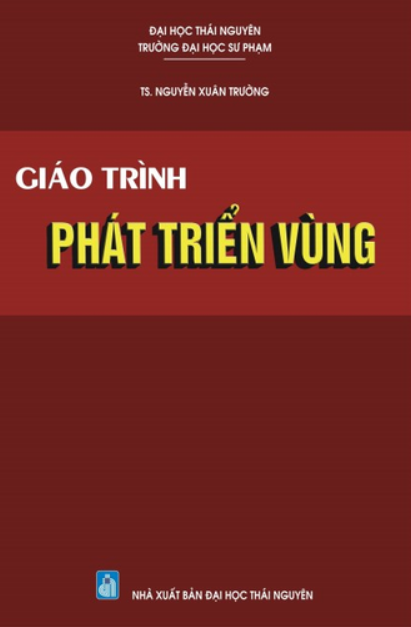 ĐẠI HỌC THÁI NGUYÊN
TRƯỜNG ĐẠI HỌC SƯ PHẠM
TS. NGUYỄN XUÂN TRƯỜNG
GIÁO TRÌNH
PHÁT TRIỂN VÙNG
NHÀ XUẤT BẢN ĐẠI HỌC THÁI NGUYÊN